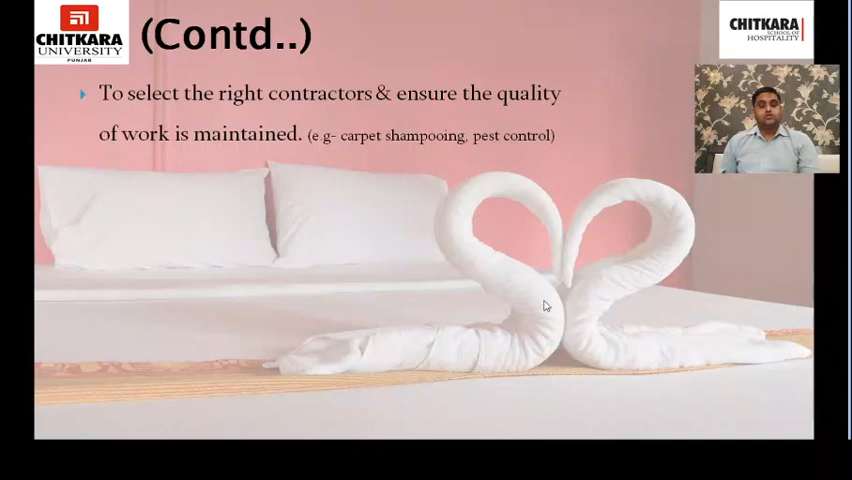 CHITKARA
UNIVERSITY
PUNJAB
(Contd..)
CHITKARA
SCHOOL OF
HOSPITALITY
To select the right contractors & ensure the quality
of work is maintained. (e.g- carpet shampooing, pest control)